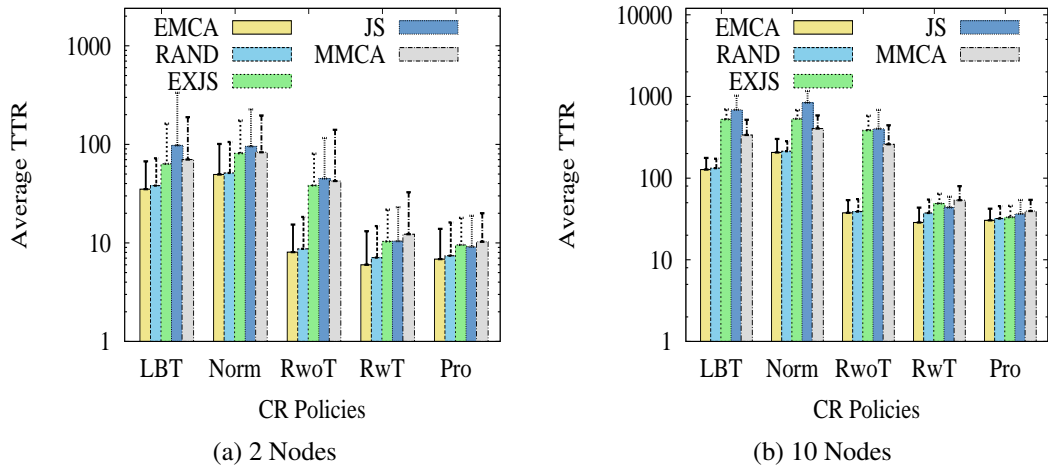 EMCA
RAND
EXJS
JS
MMCA
1000
100
10
1
Average TTR
LBT Norm RwoT RwT Pro
CR Policies
(a) 2 Nodes
EMCA
RAND
EXJS
JS
MMCA
10000
1000
100
10
1
Average TTR
LBT Norm RwoT RwT Pro
CR Policies
(b) 10 Nodes